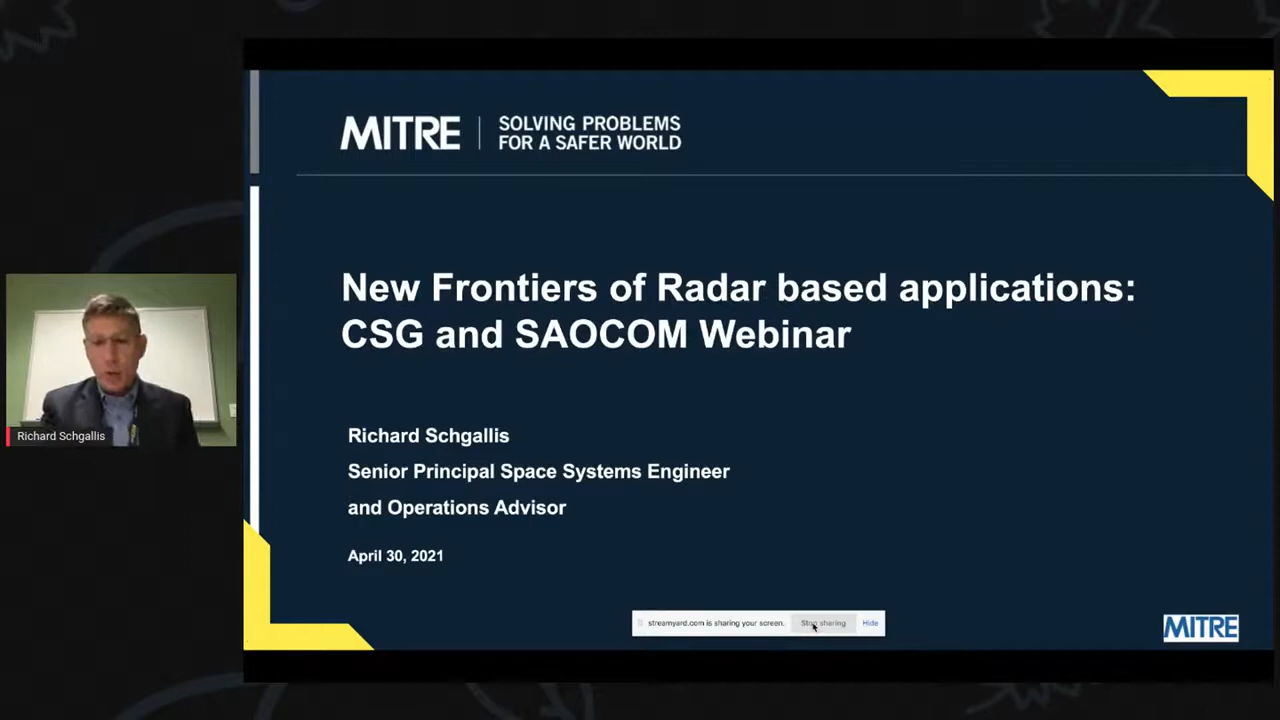 MITRE
SOLVING PROBLEMS
FOR A SAFER WORLD
New Frontiers of Radar based applications:
CSG and SAOCOM Webinar
Richard Schgallis
Senior Principal Space Systems Engineer
and Operations Advisor
April 30, 2021
Richard Schgallis
streamyard.com is sharing your screen.
Stop sharing
Hide
MITRE